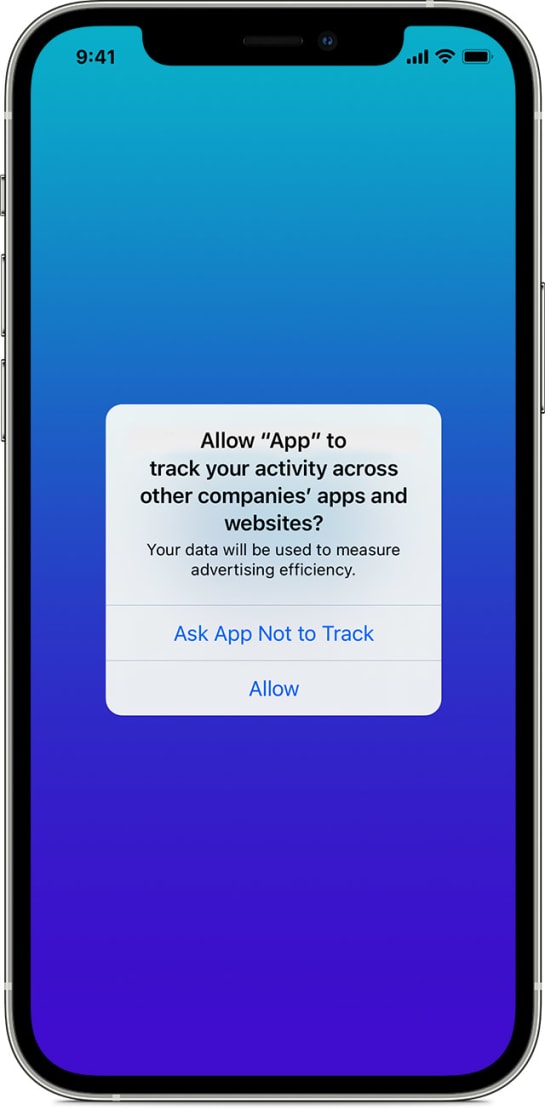 9:41
Allow “App” to
track your activity across
other companies’ apps and
websites?
Your data will be used to measure
advertising efficiency.
Ask App Not to Track
Allow